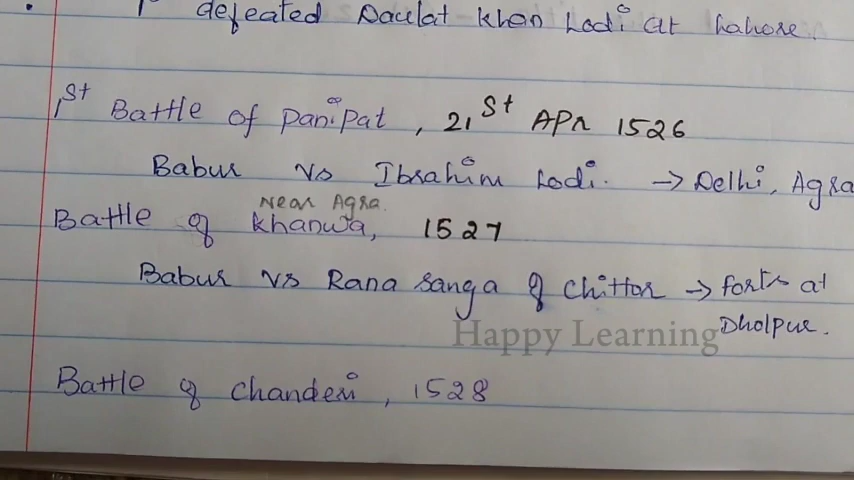 defeated Daulat Khan Lodi at Lahore.
1st Battle of Panipat, 21st APR 1526
Babur Vs Ibrahim Lodi. → Delhi, Agra
Near Agra.
Battle of Khanwa, 1527
Babur vs Rana Sanga of Chittor → forts at
Dholpur.
Happy Learning
Battle of Chanderi, 1528